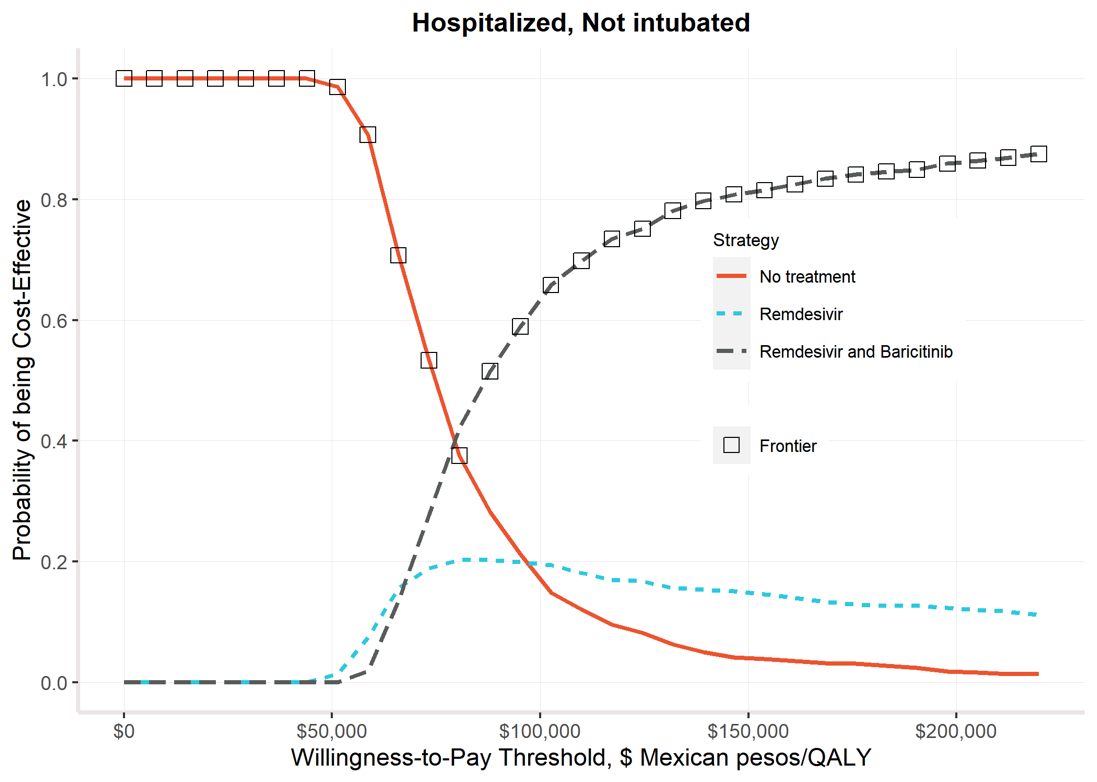 Hospitalized, Not intubated
Probability of being Cost-Effective
1.0
0.8
0.6
0.4
0.2
0.0
Strategy
No treatment
Remdesivir
Remdesivir and Baricitinib
Frontier
$0
$50,000
$100,000
$150,000
$200,000
Willingness-to-Pay Threshold, $ Mexican pesos/QALY